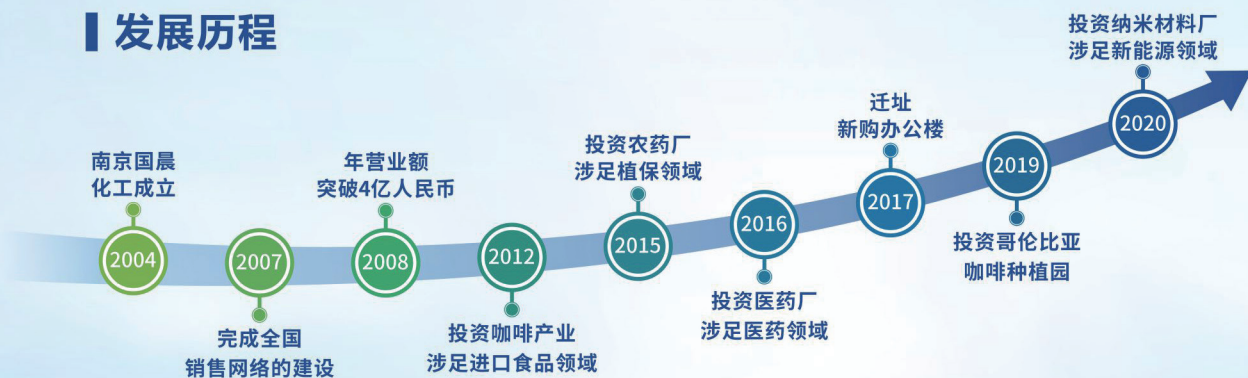 发展历程
2004
南京国晨
化工成立
2007
完成全国
销售网络的建设
2008
年营业额
突破4亿人民币
2012
投资咖啡产业
涉足进口食品领域
2015
投资农药厂
涉足植保领域
2016
投资医药厂
涉足医药领域
2017
迁址
新购办公楼
2019
投资哥伦比亚
咖啡种植园
2020
投资纳米材料厂
涉足新能源领域